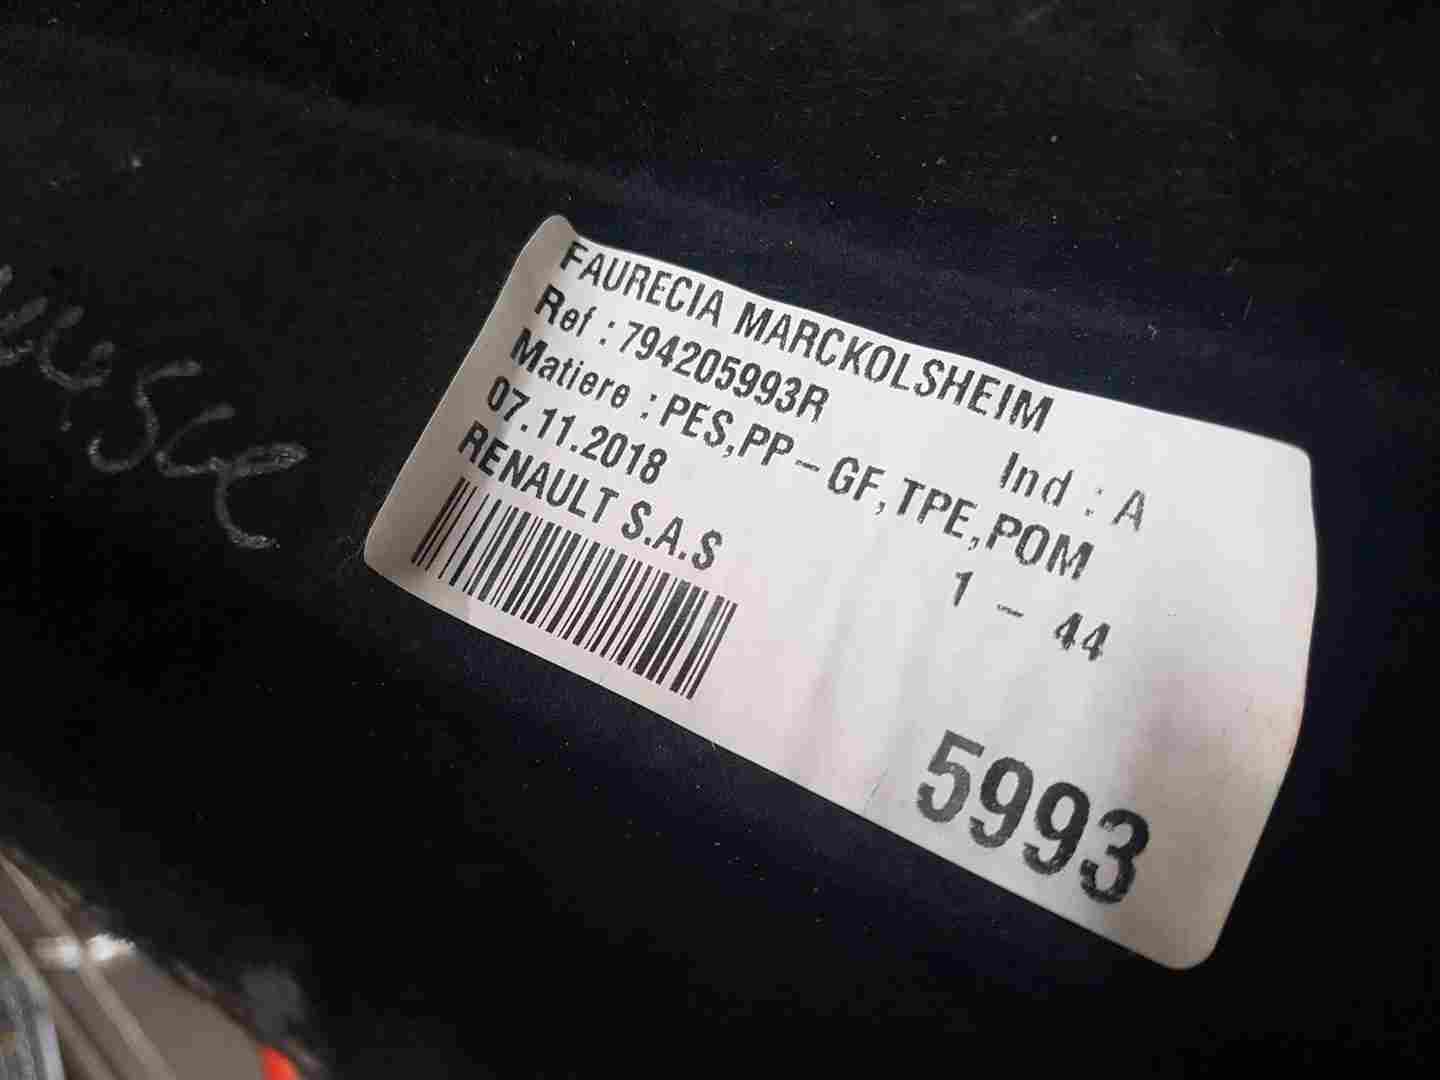 FAURECIA MARCKOLSHEIM
Ref : 794205993R Ind : A
Matiere : PES,PP-GF,TPE,POM
07.11.2018 1 - 44
RENAULT S.A.S
5993